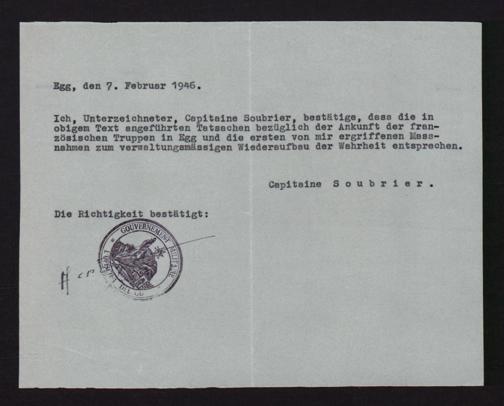 Egg, den 7. Februar 1946.
Ich, Unterzeichneter, Capitaine Soubrier, bestätige, dass die in
obigem Text angeführten Tatsachen bezüglich der Ankunft der fran-
zösischen Truppen in Egg und die ersten von mir ergriffenen Mass-
nahmen zum verwaltungsmässigen Wiederaufbau der Wahrheit entsprechen.
Capitaine S o u b r i e r .
Die Richtigkeit bestätigt:
GOUVERNEMENT MILITAIRE